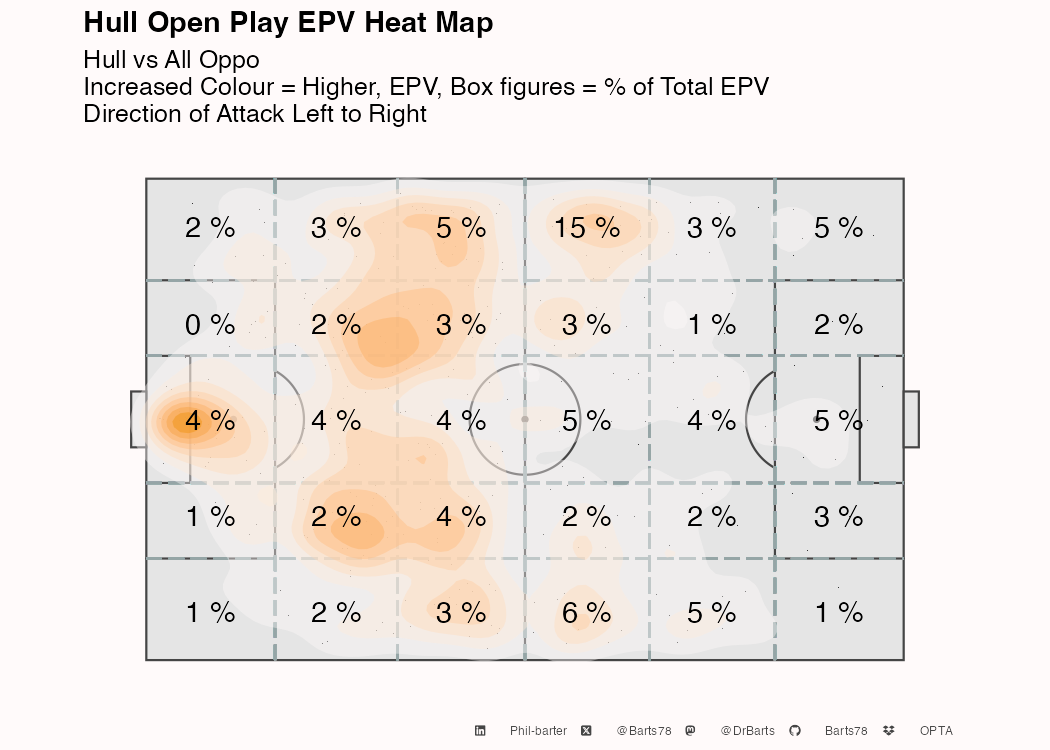 Hull Open Play EPV Heat Map
Hull vs All Oppo
Increased Colour = Higher, EPV, Box figures = % of Total EPV
Direction of Attack Left to Right
2 % 3 % 5 % 15 % 3 % 5 %
0 % 2 % 3 % 3 % 1 % 2 %
4 % 4 % 4 % 5 % 4 % 5 %
1 % 2 % 4 % 2 % 2 % 3 %
1 % 2 % 3 % 6 % 5 % 1 %
Phil-barter @Barts78 @DrBarts Barts78 OPTA